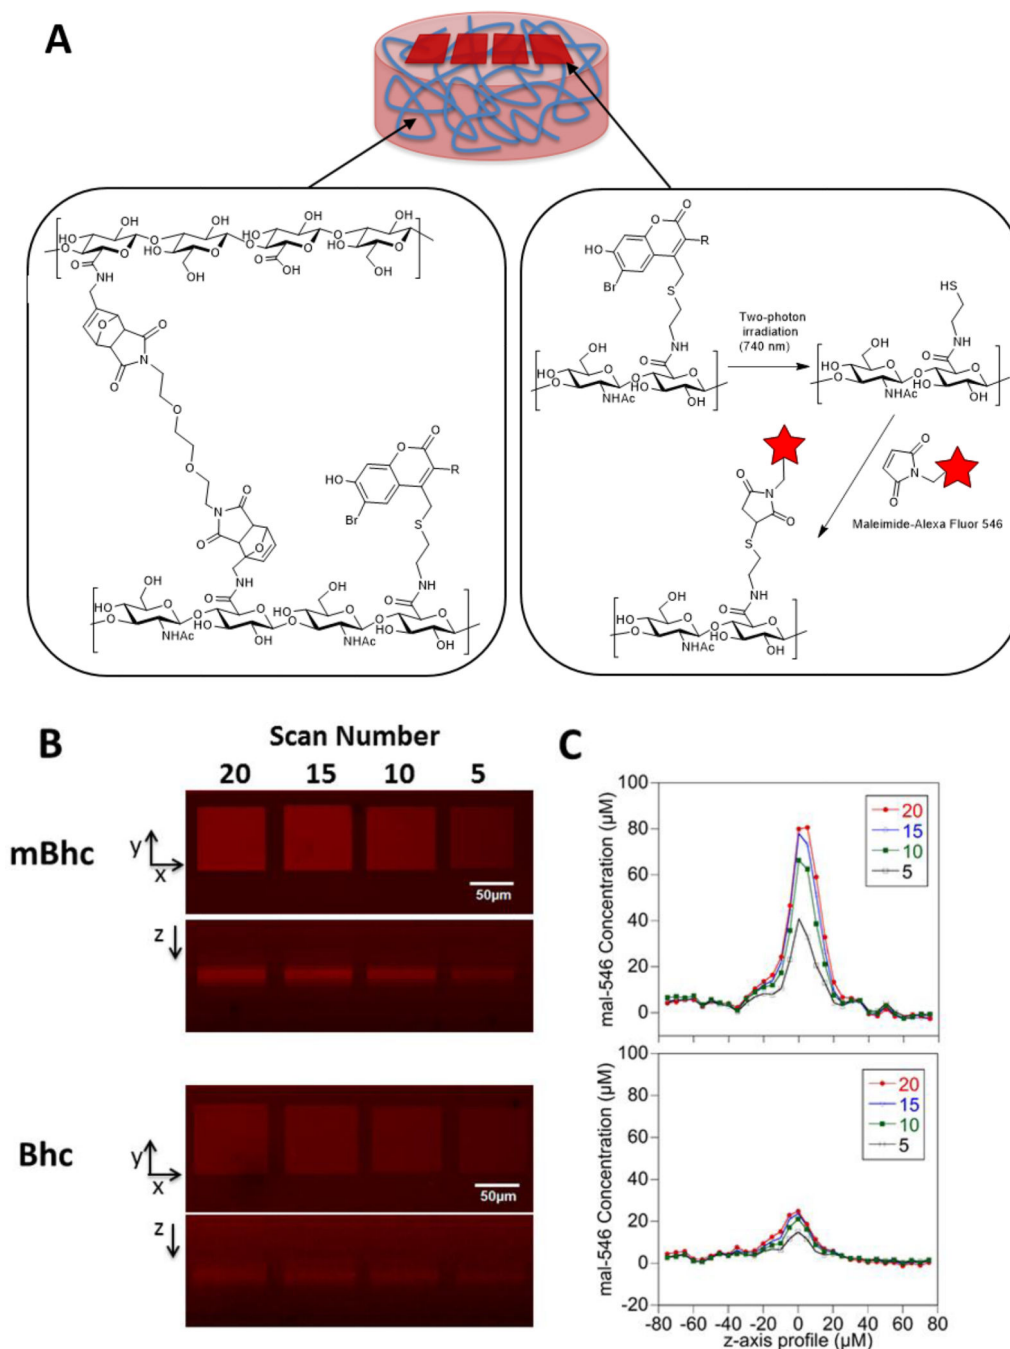 A
OH
HO
OH
HO
OH
HO
OH
HO
O
NH
OH
OH
O
OH
OH
O
N
O
O
O
O
N
O
O
O
NH
O
O
HO
Br
R
S
NH
O
OH
HO
NHAc
HO
OH
OH
HO
NHAc
HO
OH
O
O
HO
Br
R
S
NH
O
OH
HO
NHAc
HO
OH
Two-photon
irradiation
(740 nm)
HS
NH
O
OH
HO
NHAc
HO
OH
O
N
O
Maleimide-Alexa Fluor 546
O
N
O
S
NH
O
OH
HO
NHAc
HO
OH
B
Scan Number
20 15 10 5
mBhc
y
x
50µm
z
Bhc
y
x
50µm
z
C
mal-546 Concentration (µM)
100
80
60
40
20
0
20
15
10
5
mal-546 Concentration (µM)
100
80
60
40
20
0
-20
20
15
10
5
-80 -60 -40 -20 0 20 40 60 80
z-axis profile (µM)